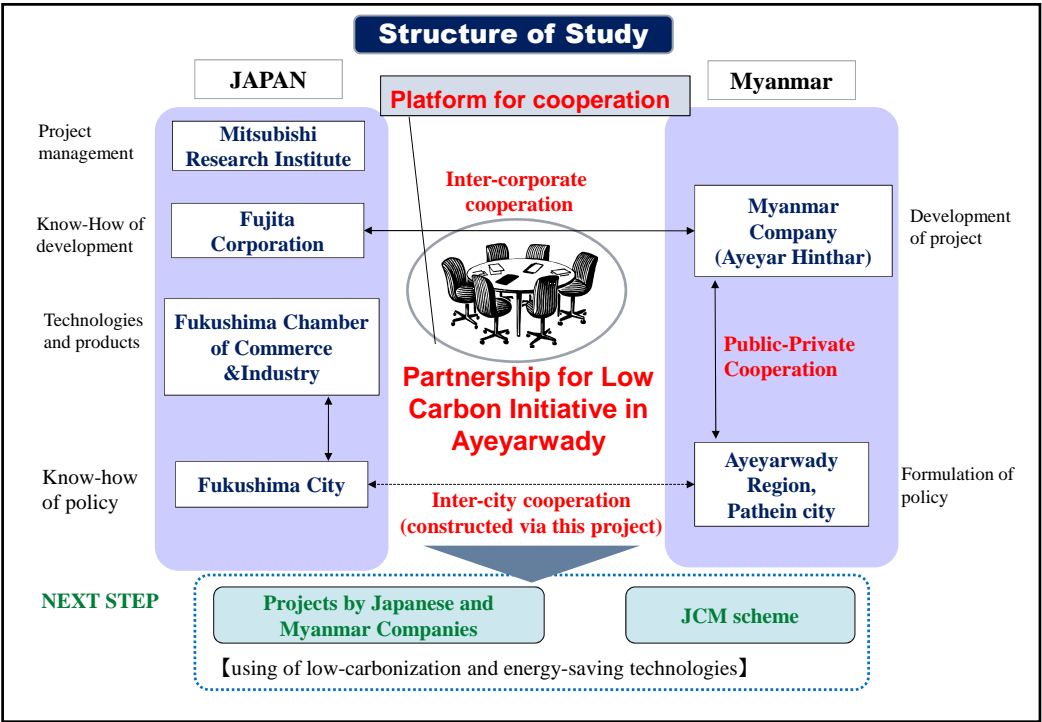 Structure of Study
JAPAN
Platform for cooperation
Myanmar
Project
management
Mitsubishi
Research Institute
Inter-corporate
cooperation
Know-How of
development
Fujita
Corporation
Myanmar
Company
(Ayeyar Hinthar)
Development
of project
Technologies
and products
Fukushima Chamber
of Commerce
&Industry
Public-Private
Cooperation
Partnership for Low
Carbon Initiative in
Ayeyarwady
Know-how
of policy
Fukushima City
Inter-city cooperation
(constructed via this project)
Ayeyarwady
Region,
Pathein city
Formulation of
policy
NEXT STEP
Projects by Japanese and
Myanmar Companies
JCM scheme
【using of low-carbonization and energy-saving technologies】